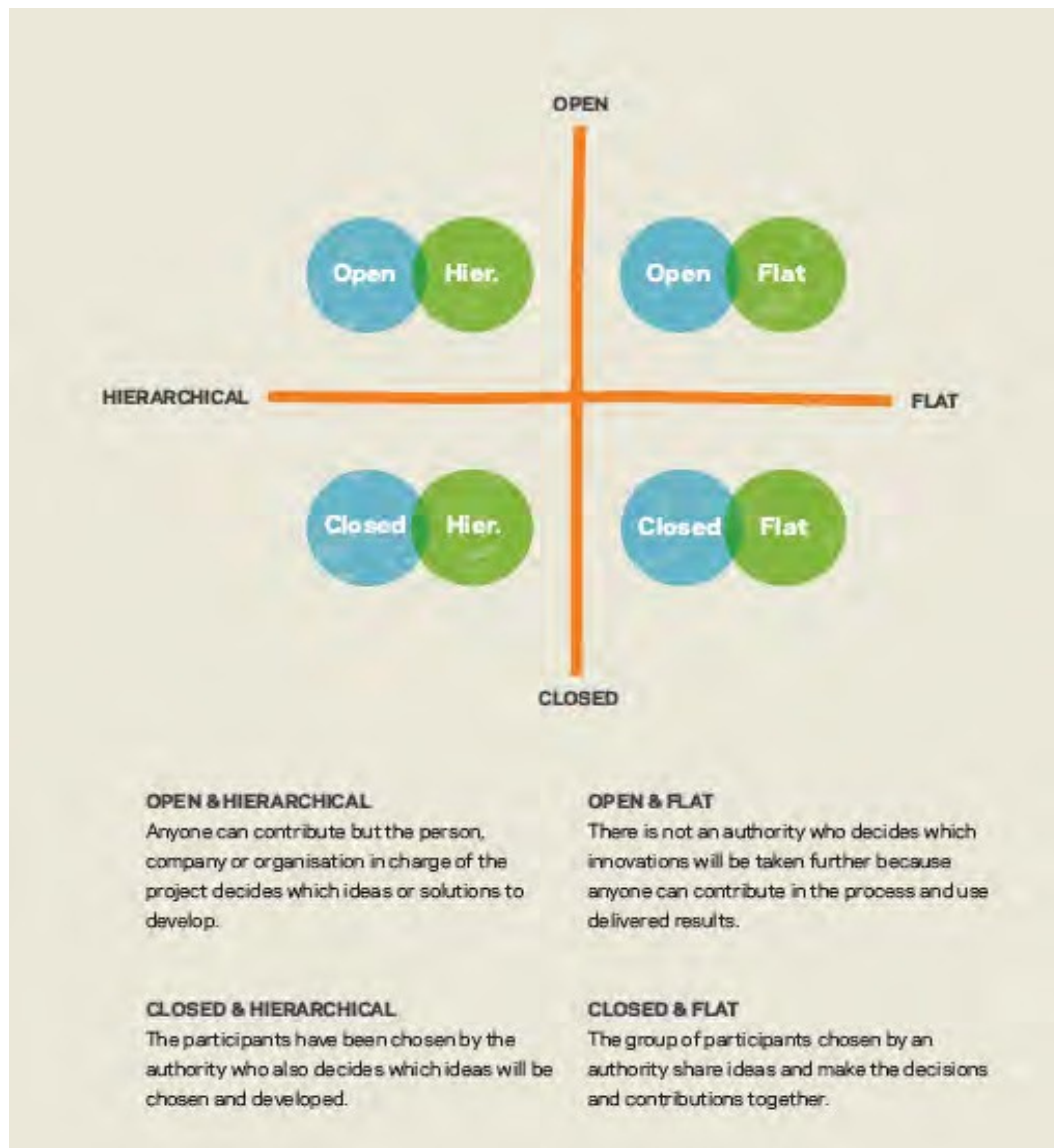 OPEN
Open Hier. Open Flat
HIERARCHICAL FLAT
Closed Hier. Closed Flat
CLOSED
OPEN & HIERARCHICAL
Anyone can contribute but the person,
company or organisation in charge of the
project decides which ideas or solutions to
develop.
OPEN & FLAT
There is not an authority who decides which
innovations will be taken further because
anyone can contribute in the process and use
delivered results.
CLOSED & HIERARCHICAL
The participants have been chosen by the
authority who also decides which ideas will be
chosen and developed.
CLOSED & FLAT
The group of participants chosen by an
authority share ideas and make the decisions
and contributions together.